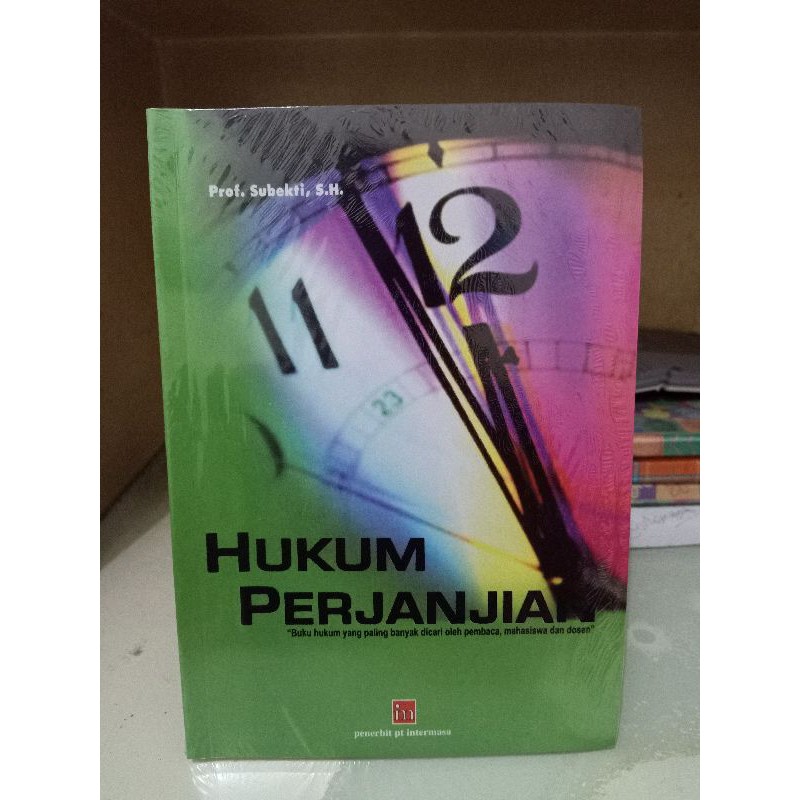 Prof. Subekti, S.H.
12
11
23
HUKUM
PERJANJIAN
"Buku hukum yang paling banyak dicari oleh pembaca, mahasiswa dan dosen"
im
penerbit pt intermasa